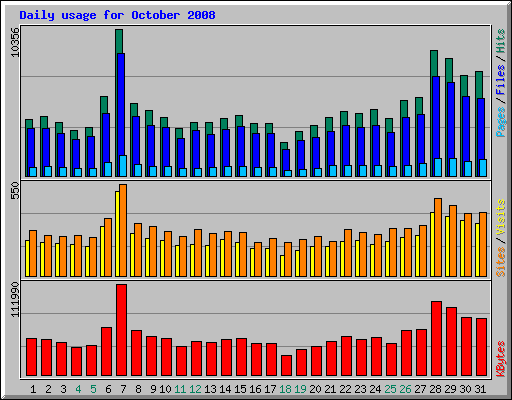 Daily usage for October 2008
10356
Pages / Files / Hits
550
Sites / Visits
111990
KBytes
1 2 3 4 5 6 7 8 9 10 11 12 13 14 15 16 17 18 19 20 21 22 23 24 25 26 27 28 29 30 31